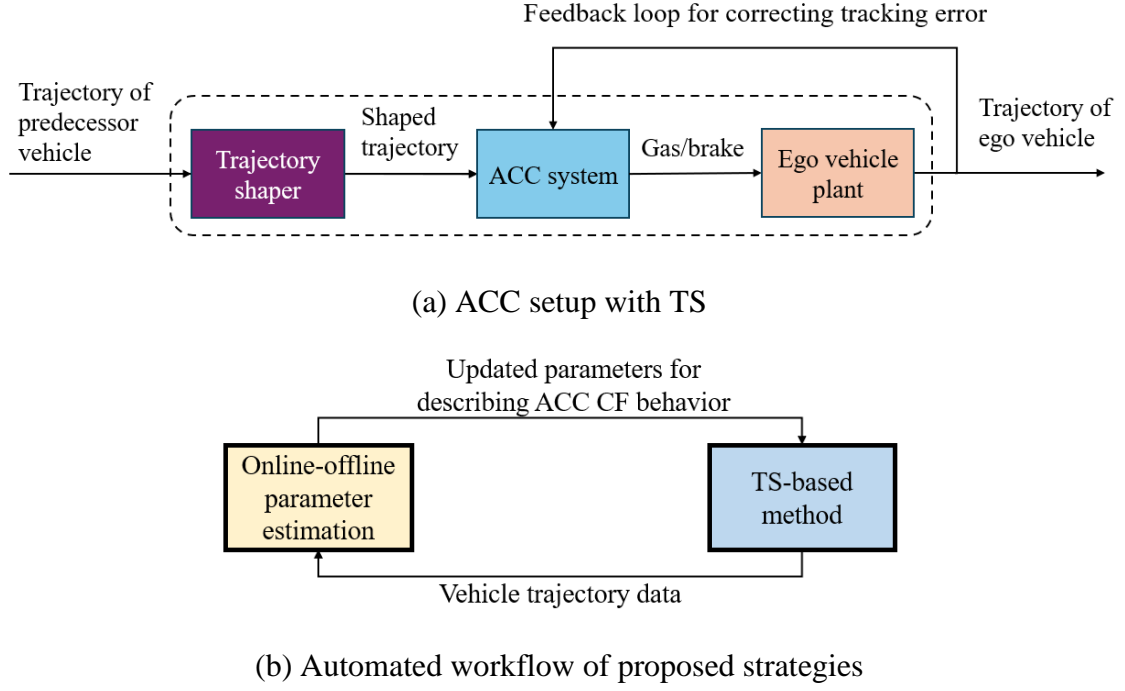 Feedback loop for correcting tracking error
Trajectory of
predecessor
vehicle
Trajectory
shaper
Shaped
trajectory
ACC system
Gas/brake
Ego vehicle
plant
Trajectory of
ego vehicle
(a) ACC setup with TS
Updated parameters for
describing ACC CF behavior
Online-offline
parameter
estimation
TS-based
method
Vehicle trajectory data
(b) Automated workflow of proposed strategies